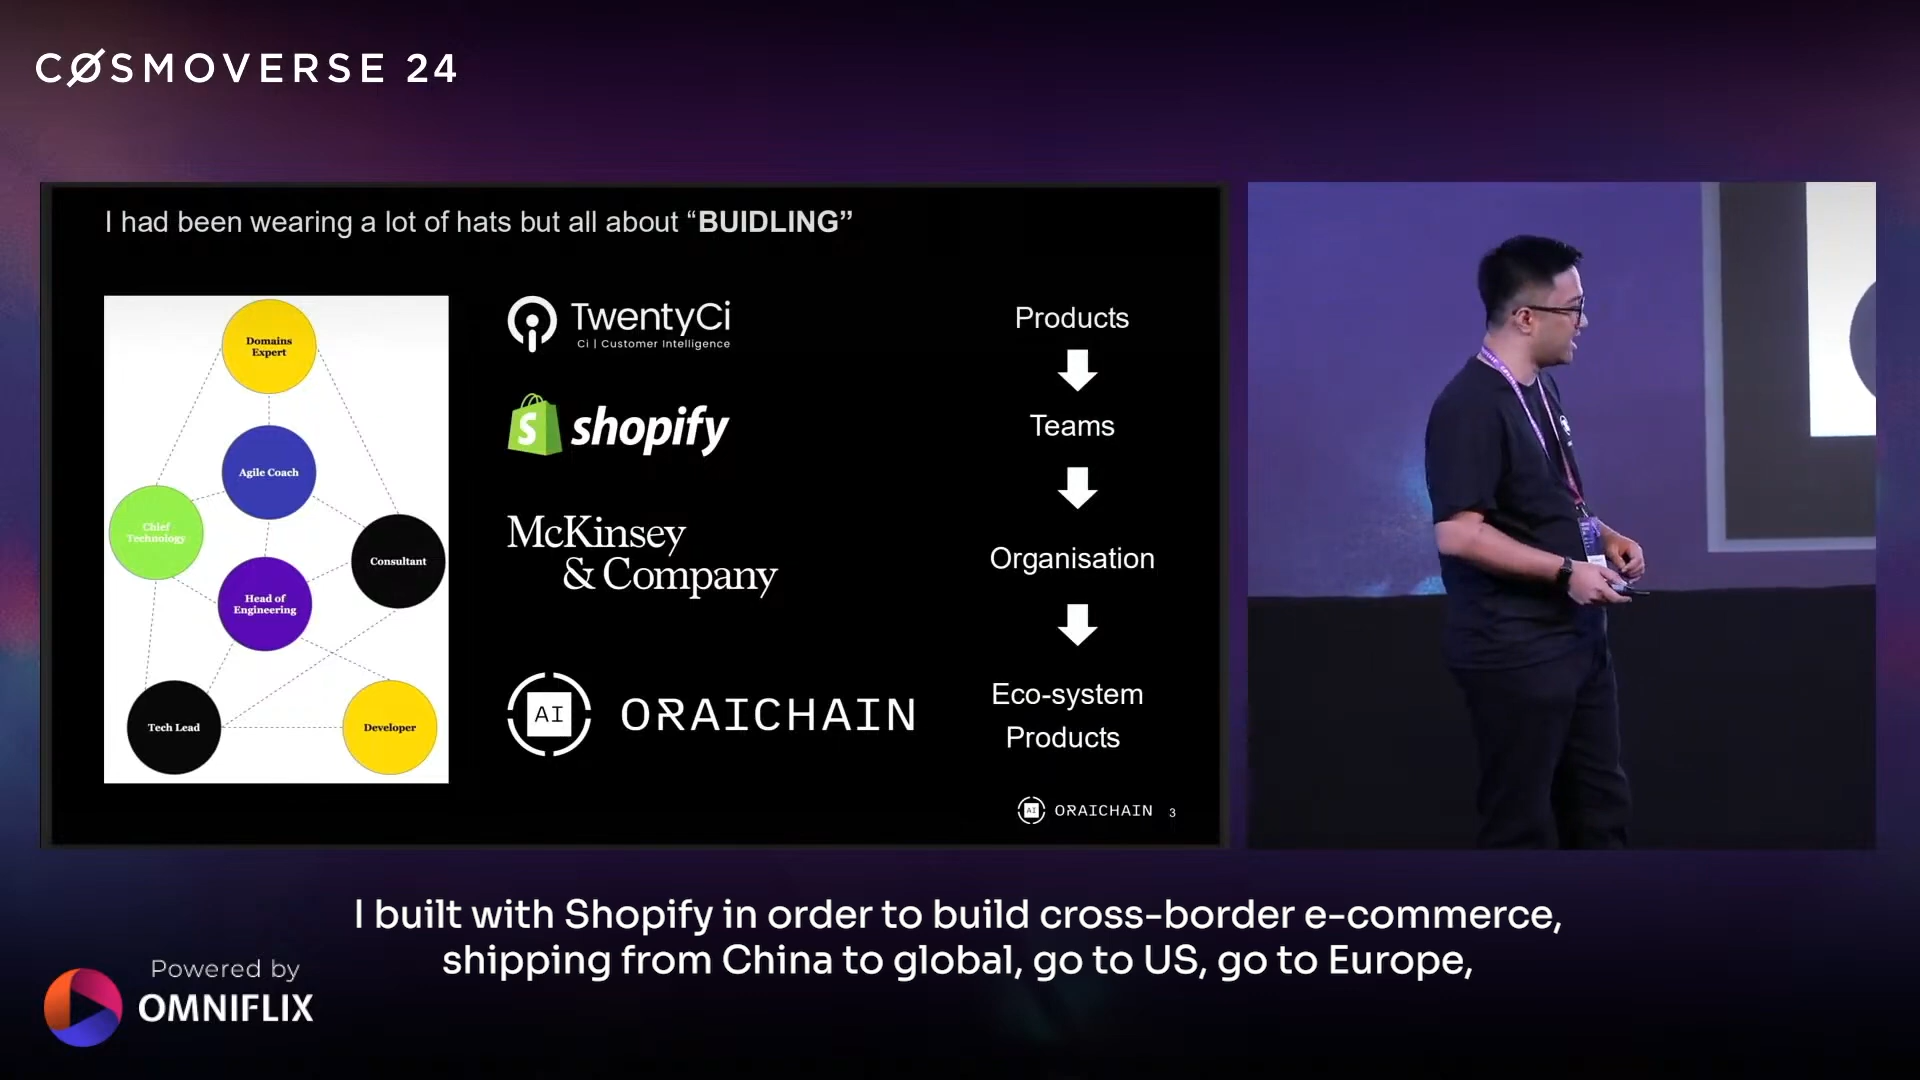 CØSMOVERSE 24
I had been wearing a lot of hats but all about “BUIDLING”
Domains
Expert
Agile Coach
Chief
Technology
Consultant
Head of
Engineering
Tech Lead
Developer
TwentyCi
Ci | Customer Intelligence
S shopify
McKinsey
& Company
AI ORAICHAIN
Products
Teams
Organisation
Eco-system
Products
AI ORAICHAIN 3
I built with Shopify in order to build cross-border e-commerce,
shipping from China to global, go to US, go to Europe,
Powered by
OMNIFLIX